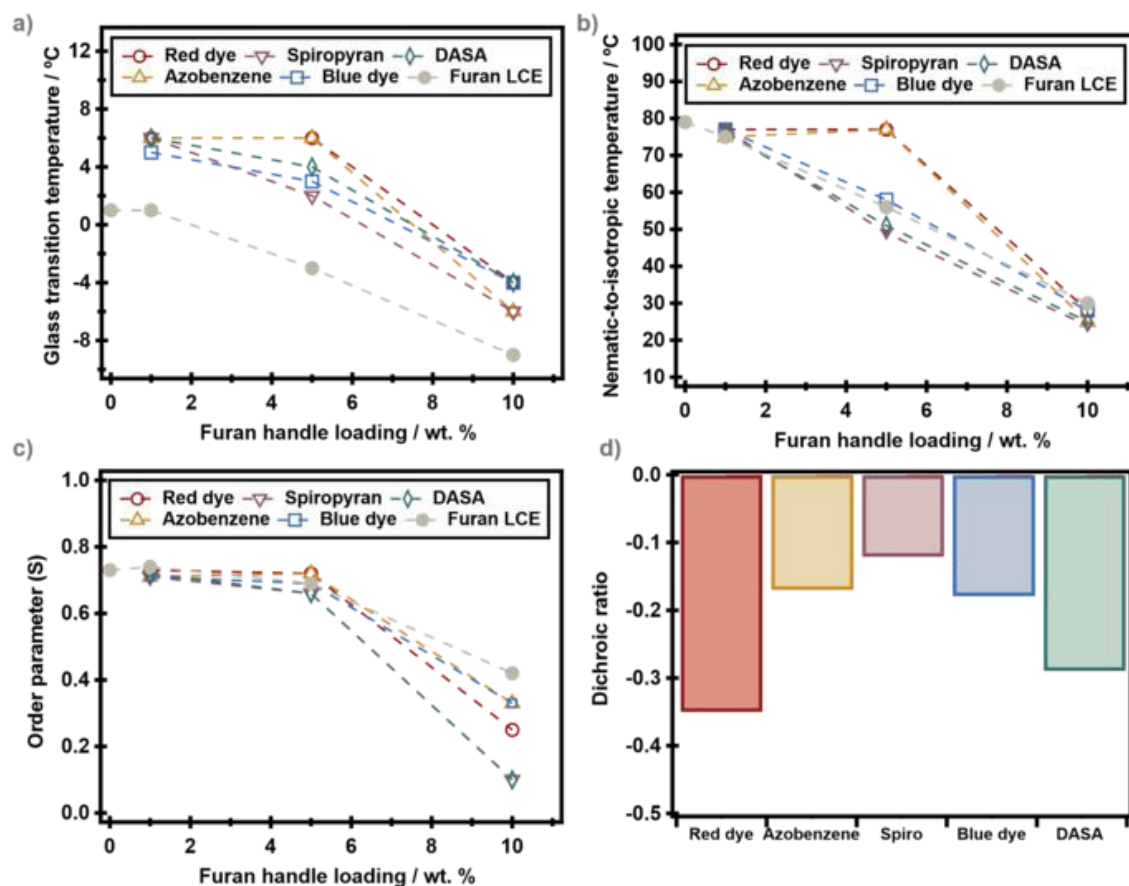 a)
Glass transition temperature / ºC
12
8
4
0
-4
-8
Red dye Spiropyran DASA
Azobenzene Blue dye Furan LCE
0 2 4 6 8 10
Furan handle loading / wt. %
b)
Nematic-to-isotropic temperature / ºC
100
90
80
70
60
50
40
30
20
10
Red dye Spiropyran DASA
Azobenzene Blue dye Furan LCE
0 2 4 6 8 10
Furan handle loading / wt. %
c)
Order parameter (S)
1.0
0.8
0.6
0.4
0.2
0.0
Red dye Spiropyran DASA
Azobenzene Blue dye Furan LCE
0 2 4 6 8 10
Furan handle loading / wt. %
d)
Dichroic ratio
0.0
-0.1
-0.2
-0.3
-0.4
-0.5
Red dye Azobenzene Spiro Blue dye DASA